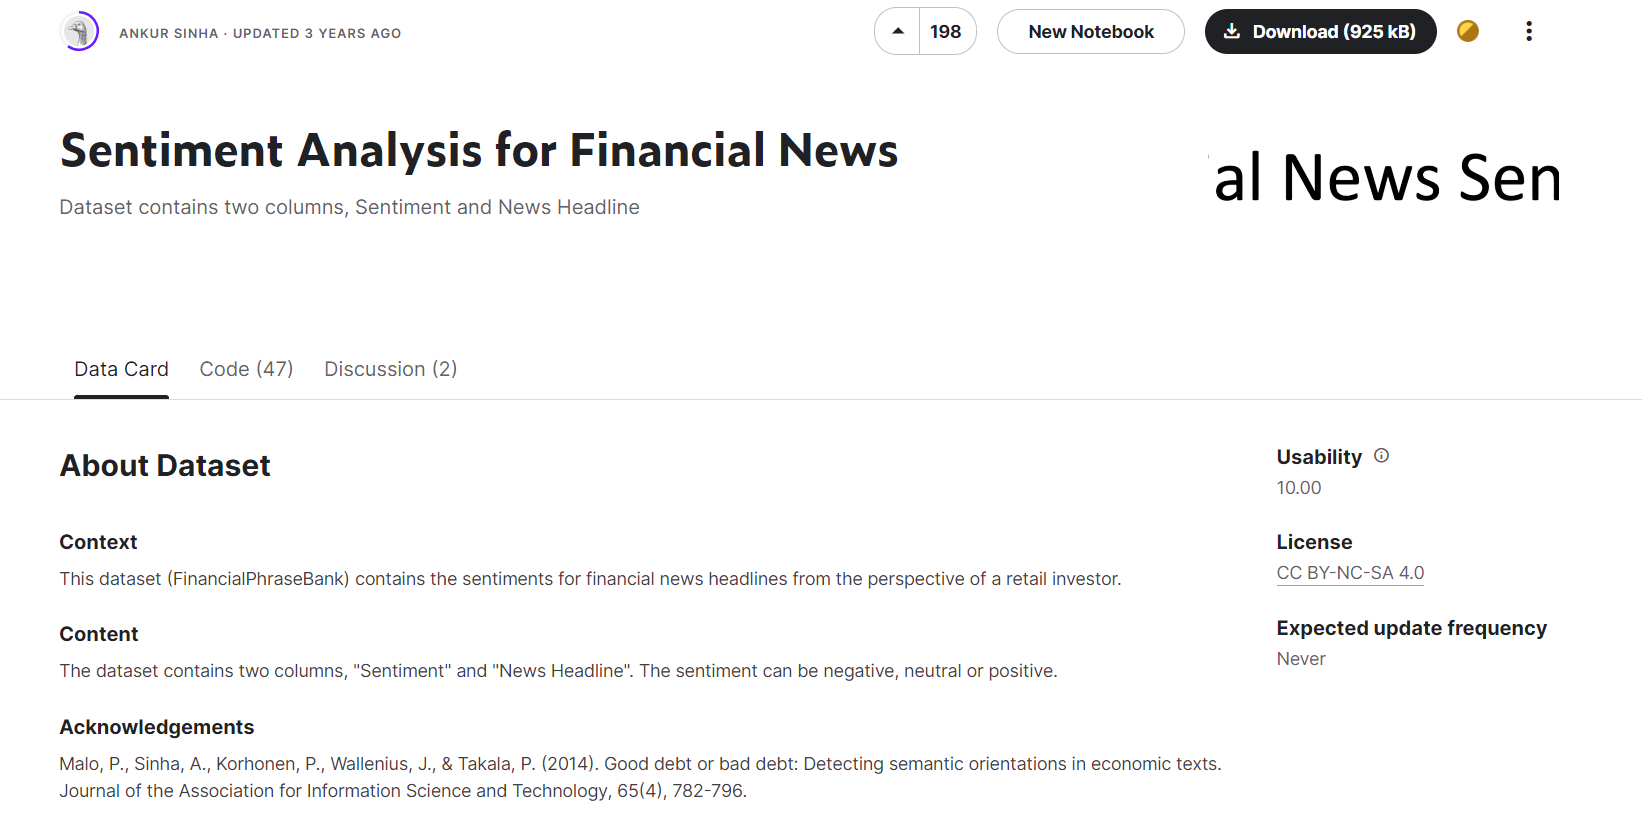 ANKUR SINHA · UPDATED 3 YEARS AGO
198
New Notebook
Download (925 kB)
Sentiment Analysis for Financial News
Dataset contains two columns, Sentiment and News Headline
al News Sen
Data Card
Code (47)
Discussion (2)
About Dataset
Context
This dataset (FinancialPhraseBank) contains the sentiments for financial news headlines from the perspective of a retail investor.
Content
The dataset contains two columns, "Sentiment" and "News Headline". The sentiment can be negative, neutral or positive.
Acknowledgements
Malo, P., Sinha, A., Korhonen, P., Wallenius, J., & Takala, P. (2014). Good debt or bad debt: Detecting semantic orientations in economic texts.
Journal of the Association for Information Science and Technology, 65(4), 782-796.
Usability
10.00
License
CC BY-NC-SA 4.0
Expected update frequency
Never